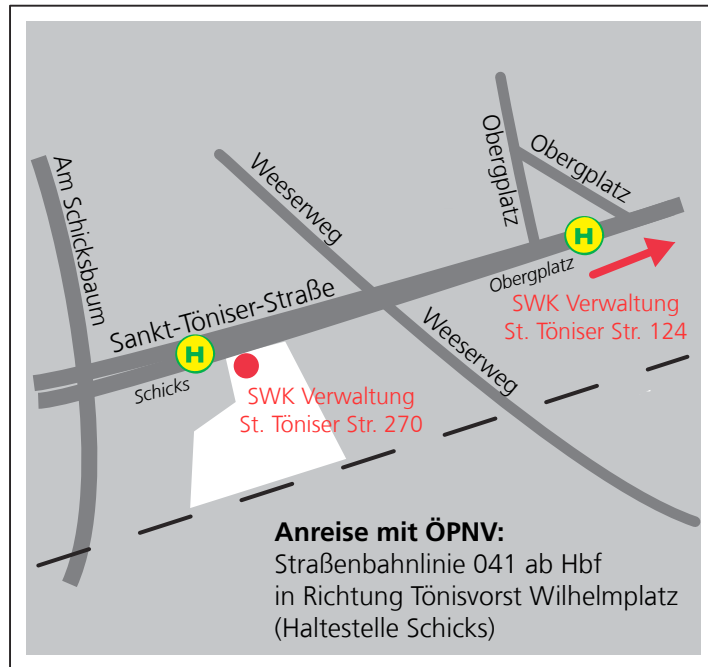 Am Schicksbaum
Weeserweg
Obergplatz
Obergplatz
H
Obergplatz
SWK Verwaltung
St. Töniser Str. 124
Sankt-Töniser-Straße
H
Schicks
SWK Verwaltung
St. Töniser Str. 270
Weeserweg
Anreise mit ÖPNV:
Straßenbahnlinie 041 ab Hbf
in Richtung Tönisvorst Wilhelmplatz
(Haltestelle Schicks)